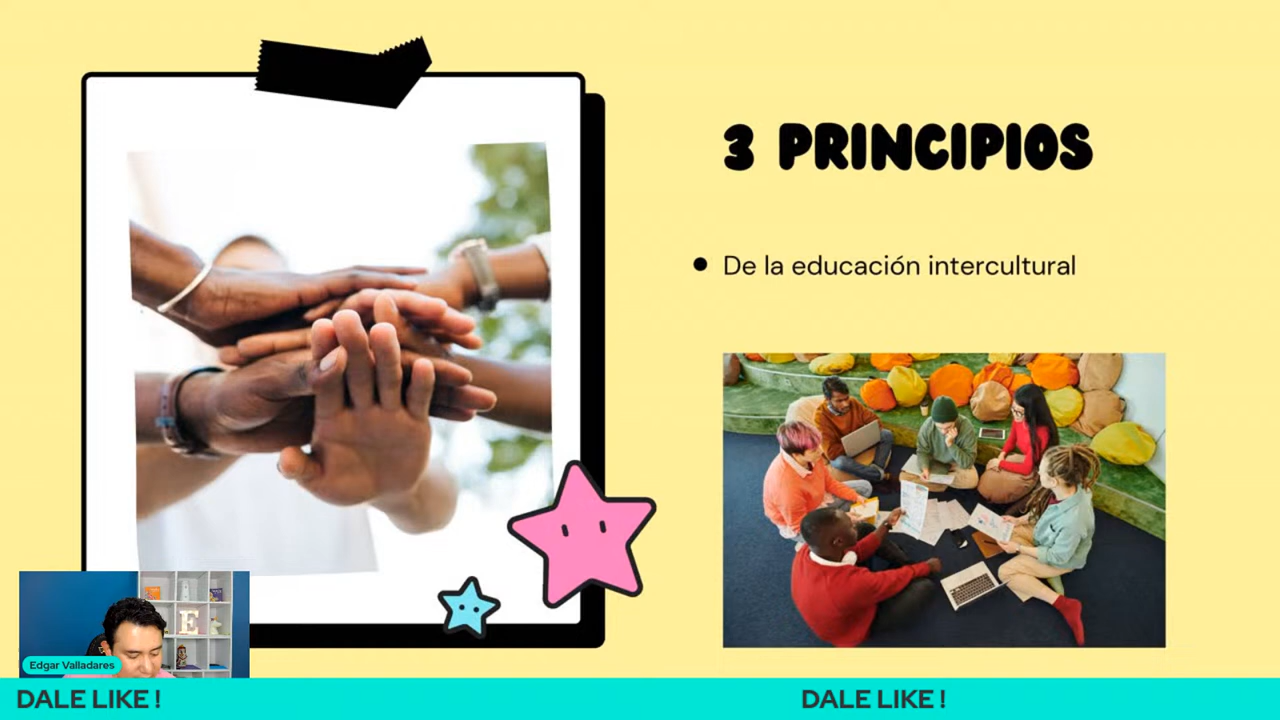 3 PRINCIPIOS
De la educación intercultural
E
Edgar Valladares
DALE LIKE !
DALE LIKE !